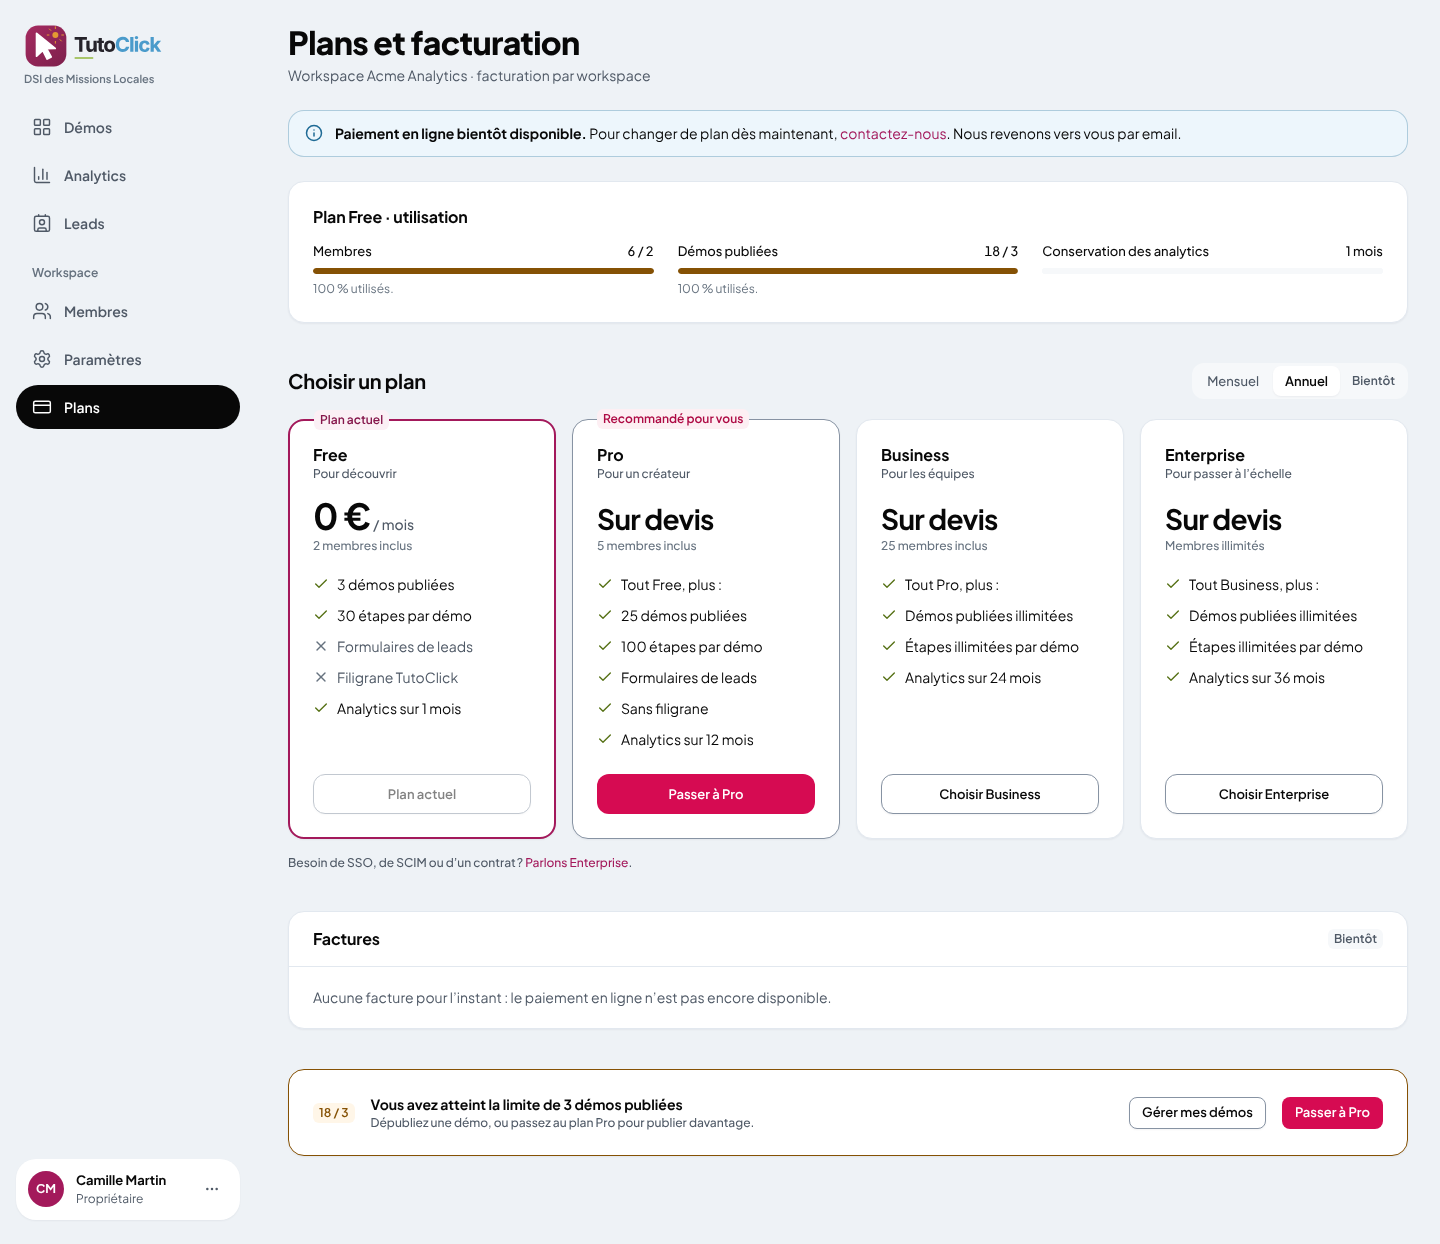 TutoClick
DSI des Missions Locales
Démos
Analytics
Leads
Workspace
Membres
Paramètres
Plans
Camille Martin
CM
Propriétaire
Plans et facturation
Workspace Acme Analytics · facturation par workspace
Paiement en ligne bientôt disponible. Pour changer de plan dès maintenant, contactez-nous. Nous revenons vers vous par email.
Plan Free · utilisation
Membres 6 / 2
100 % utilisés.
Démos publiées 18 / 3
100 % utilisés.
Conservation des analytics 1 mois
Choisir un plan
Mensuel Annuel Bientôt
Plan actuel
Free
Pour découvrir
0 € / mois
2 membres inclus
3 démos publiées
30 étapes par démo
Formulaires de leads
Filigrane TutoClick
Analytics sur 1 mois
Plan actuel
Recommandé pour vous
Pro
Pour un créateur
Sur devis
5 membres inclus
Tout Free, plus :
25 démos publiées
100 étapes par démo
Formulaires de leads
Sans filigrane
Analytics sur 12 mois
Passer à Pro
Business
Pour les équipes
Sur devis
25 membres inclus
Tout Pro, plus :
Démos publiées illimitées
Étapes illimitées par démo
Analytics sur 24 mois
Choisir Business
Enterprise
Pour passer à l’échelle
Sur devis
Membres illimités
Tout Business, plus :
Démos publiées illimitées
Étapes illimitées par démo
Analytics sur 36 mois
Choisir Enterprise
Besoin de SSO, de SCIM ou d’un contrat ? Parlons Enterprise.
Factures Bientôt
Aucune facture pour l’instant : le paiement en ligne n’est pas encore disponible.
18 / 3
Vous avez atteint la limite de 3 démos publiées
Dépubliez une démo, ou passez au plan Pro pour publier davantage.
Gérer mes démos
Passer à Pro